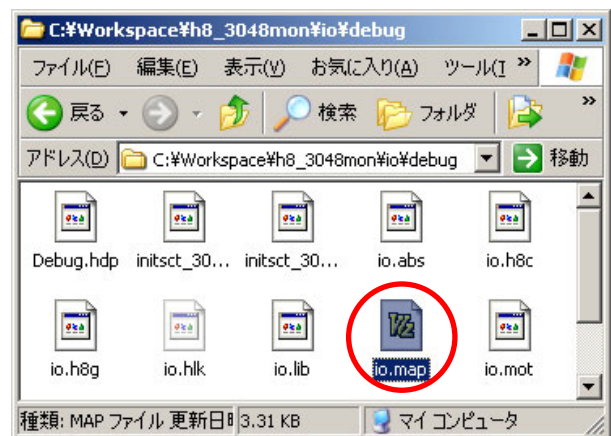 C:¥Workspace¥h8_3048mon¥io¥debug
ファイル(F) 編集(E) 表示(V) お気に入り(A) ツール(T »
戻る 検索 フォルダ »
アドレス(D) C:¥Workspace¥h8_3048mon¥io¥debug 移動
Debug.hdp initsct_30... initsct_30... io.abs io.h8c
io.h8g io.hlk io.lib io.map io.mot
種類: MAP ファイル 更新日 3.31 KB マイ コンピュータ